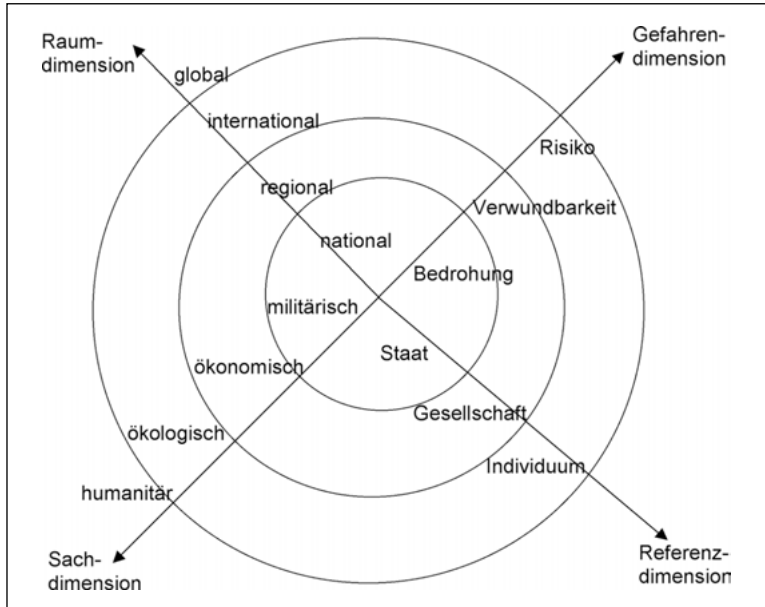 Raum-
dimension
Gefahren-
dimension
global
international
Risiko
regional
Verwundbarkeit
national
Bedrohung
militärisch
Staat
ökonomisch
Gesellschaft
ökologisch
Individuum
humanitär
Sach-
dimension
Referenz-
dimension